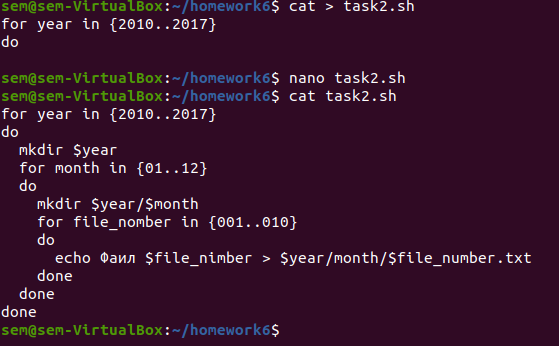 sem@sem-VirtualBox:~/homework6$ cat > task2.sh
for year in {2010..2017}
do
sem@sem-VirtualBox:~/homework6$ nano task2.sh
sem@sem-VirtualBox:~/homework6$ cat task2.sh
for year in {2010..2017}
do
  mkdir $year
  for month in {01..12}
  do
    mkdir $year/$month
    for file_nomber in {001..010}
    do
      echo Фаил $file_nimber > $year/month/$file_number.txt
    done
  done
done
sem@sem-VirtualBox:~/homework6$